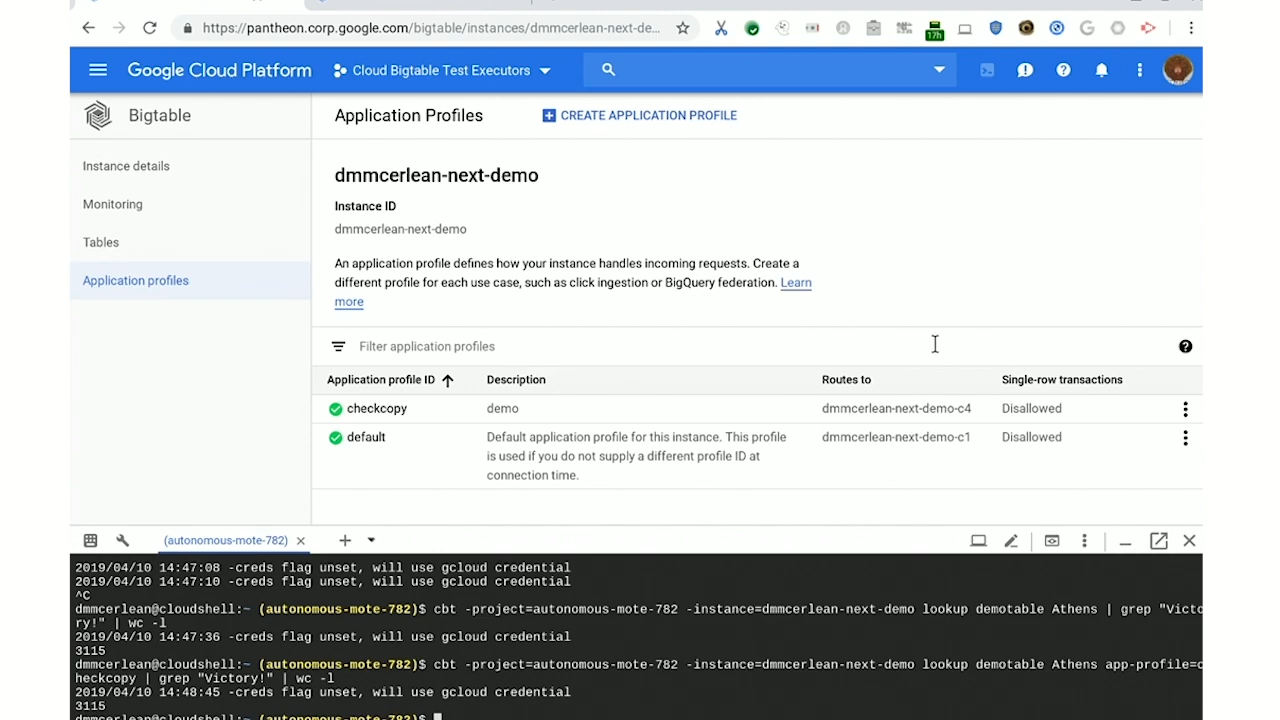 https://pantheon.corp.google.com/bigtable/instances/dmmcerlean-next-de...
17h
Google Cloud Platform
Cloud Bigtable Test Executors
Bigtable
Application Profiles
CREATE APPLICATION PROFILE
Instance details
Monitoring
Tables
Application profiles
dmmcerlean-next-demo
Instance ID
dmmcerlean-next-demo
An application profile defines how your instance handles incoming requests. Create a
different profile for each use case, such as click ingestion or BigQuery federation. Learn
more
Filter application profiles
Application profile ID Description Routes to Single-row transactions
checkcopy demo dmmcerlean-next-demo-c4 Disallowed
default Default application profile for this instance. This profile dmmcerlean-next-demo-c1 Disallowed
is used if you do not supply a different profile ID at
connection time.
(autonomous-mote-782)
2019/04/10 14:47:08 -creds flag unset, will use gcloud credential
2019/04/10 14:47:10 -creds flag unset, will use gcloud credential
^C
dmmcerlean@cloudshell:~ (autonomous-mote-782)$ cbt -project=autonomous-mote-782 -instance=dmmcerlean-next-demo lookup demotable Athens | grep "Victo
ry!" | wc -l
2019/04/10 14:47:36 -creds flag unset, will use gcloud credential
3115
dmmcerlean@cloudshell:~ (autonomous-mote-782)$ cbt -project=autonomous-mote-782 -instance=dmmcerlean-next-demo lookup demotable Athens app-profile=c
heckcopy | grep "Victory!" | wc -l
2019/04/10 14:48:45 -creds flag unset, will use gcloud credential
3115
dmmcerlean@cloudshell:~ (autonomous-mote-782)$